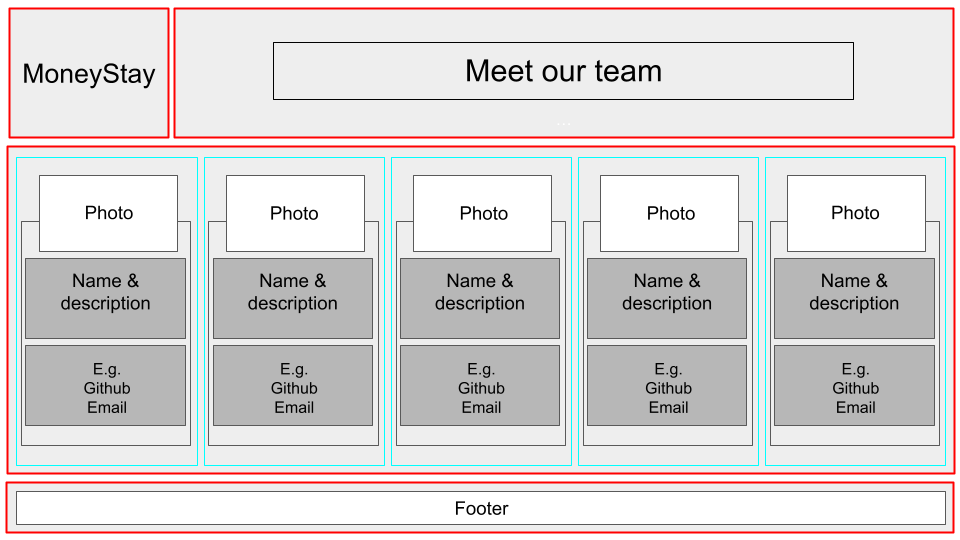 MoneyStay
Meet our team
...
Photo
Photo
Photo
Photo
Photo
Name &
description
Name &
description
Name &
description
Name &
description
Name &
description
E.g.
Github
Email
E.g.
Github
Email
E.g.
Github
Email
E.g.
Github
Email
E.g.
Github
Email
Footer